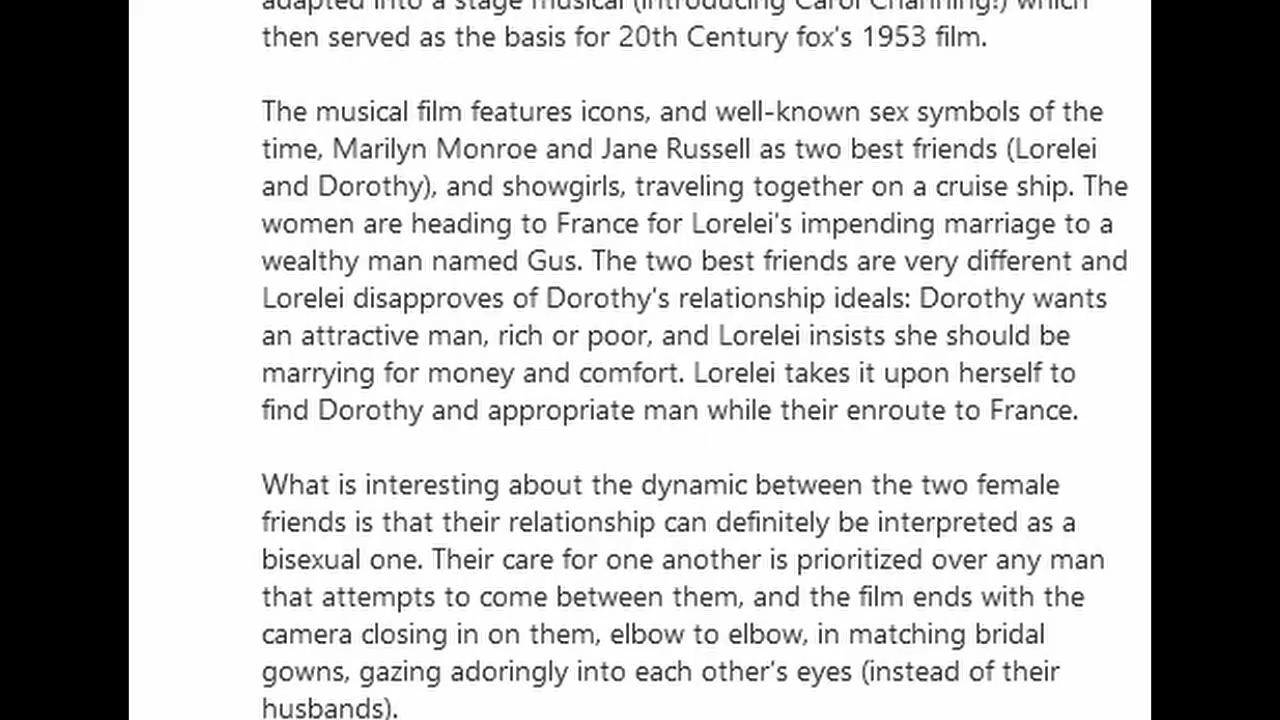 adapted into a stage musical (introducing Carol Channing!) which
then served as the basis for 20th Century fox's 1953 film.
The musical film features icons, and well-known sex symbols of the
time, Marilyn Monroe and Jane Russell as two best friends (Lorelei
and Dorothy), and showgirls, traveling together on a cruise ship. The
women are heading to France for Lorelei's impending marriage to a
wealthy man named Gus. The two best friends are very different and
Lorelei disapproves of Dorothy's relationship ideals: Dorothy wants
an attractive man, rich or poor, and Lorelei insists she should be
marrying for money and comfort. Lorelei takes it upon herself to
find Dorothy and appropriate man while their enroute to France.
What is interesting about the dynamic between the two female
friends is that their relationship can definitely be interpreted as a
bisexual one. Their care for one another is prioritized over any man
that attempts to come between them, and the film ends with the
camera closing in on them, elbow to elbow, in matching bridal
gowns, gazing adoringly into each other's eyes (instead of their
husbands).